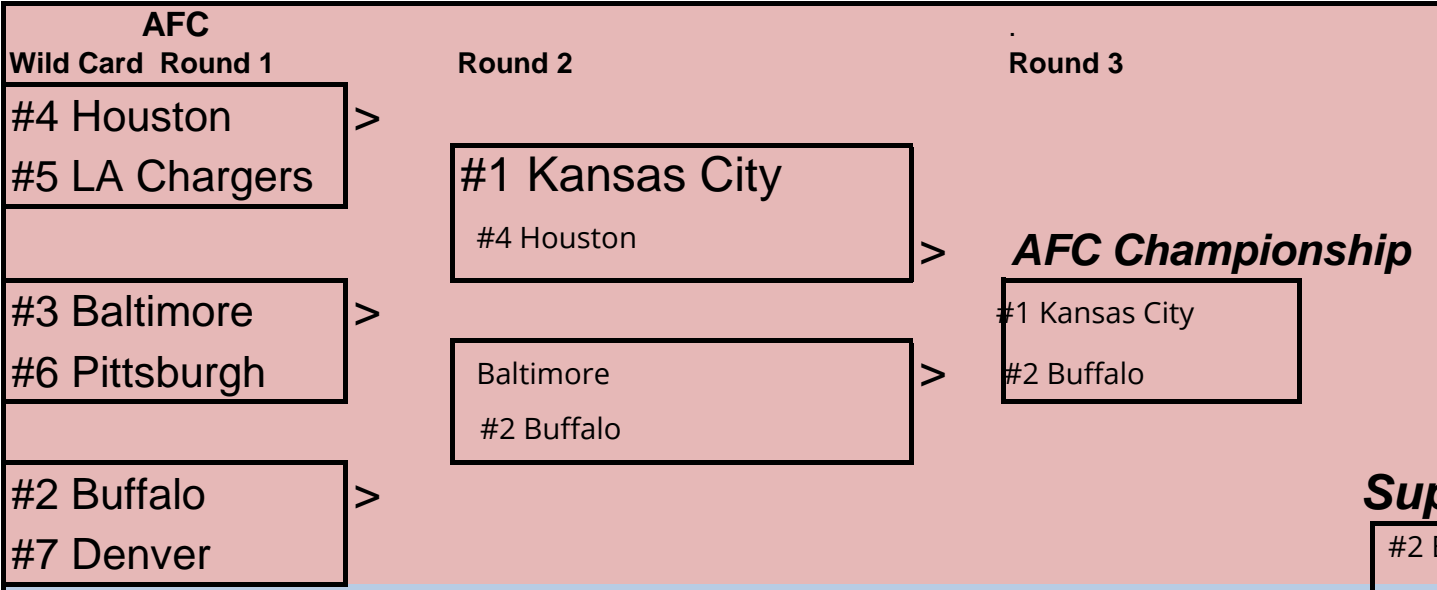 AFC
.
Wild Card Round 1
Round 2
Round 3
#4 Houston
>
#5 LA Chargers
#1 Kansas City
#4 Houston
>
AFC Championship
#3 Baltimore
>
#6 Pittsburgh
#1 Kansas City
#2 Buffalo
Baltimore
#2 Buffalo
>
#2 Buffalo
>
#7 Denver
#2